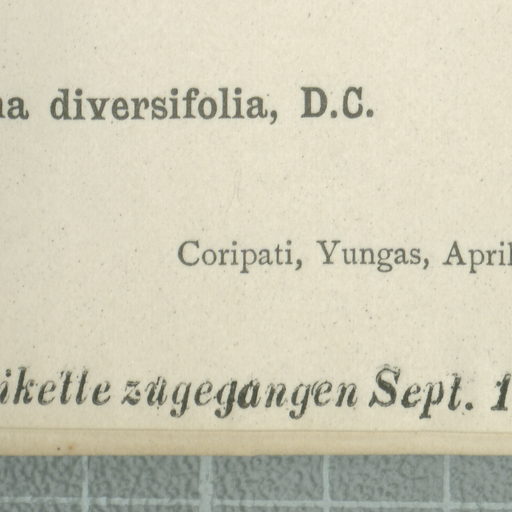 na diversifolia, D.C.
Coripati, Yungas, April
ikette zugegangen Sept. 1